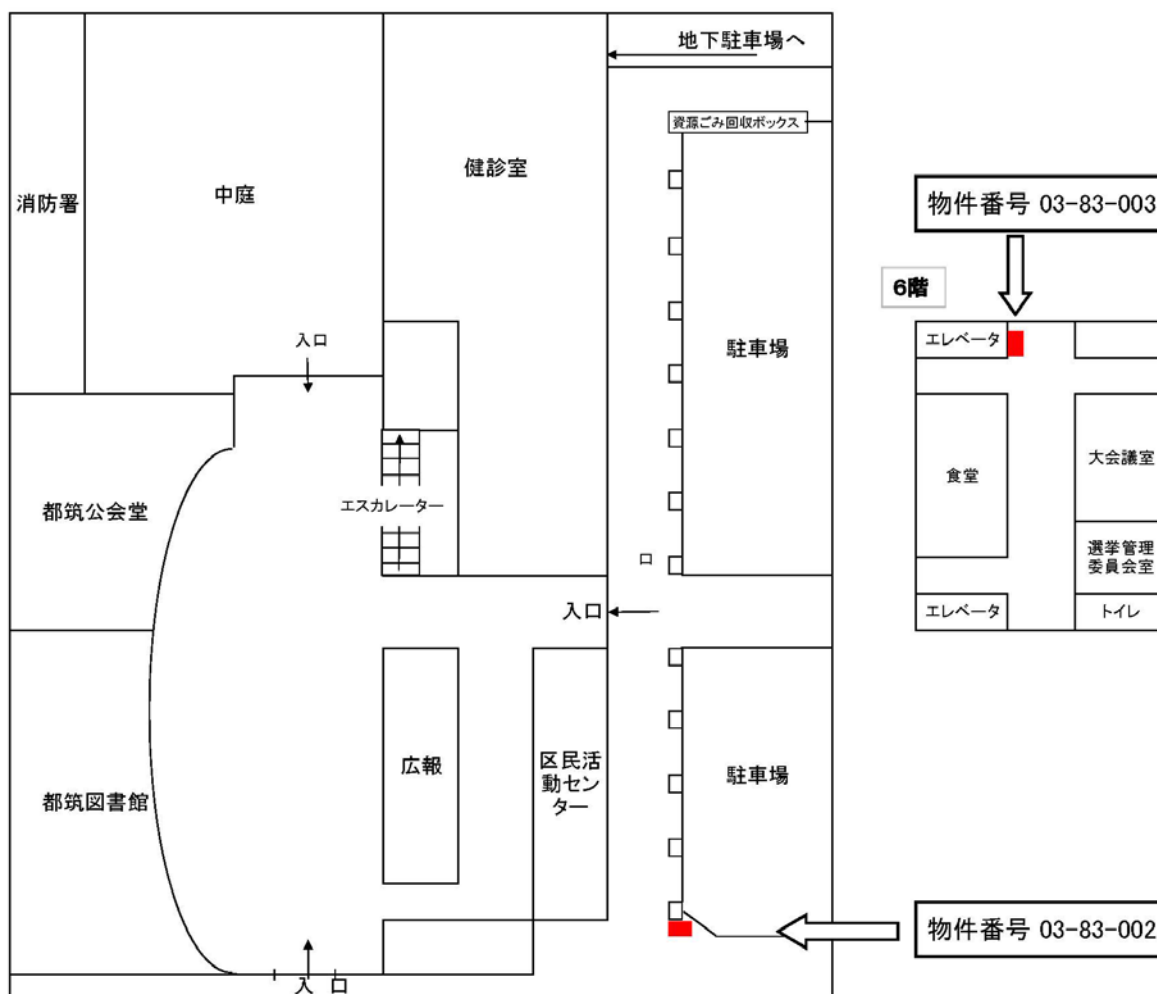 地下駐車場へ
資源ごみ回収ボックス
健診室
中庭
消防署
物件番号 03-83-003
6階
入口
エレベータ
駐車場
大会議室
食堂
エスカレーター
都筑公会堂
選挙管理
委員会室
口
入口
エレベータ
トイレ
区民活
動セン
ター
広報
駐車場
都筑図書館
物件番号 03-83-002
入 口